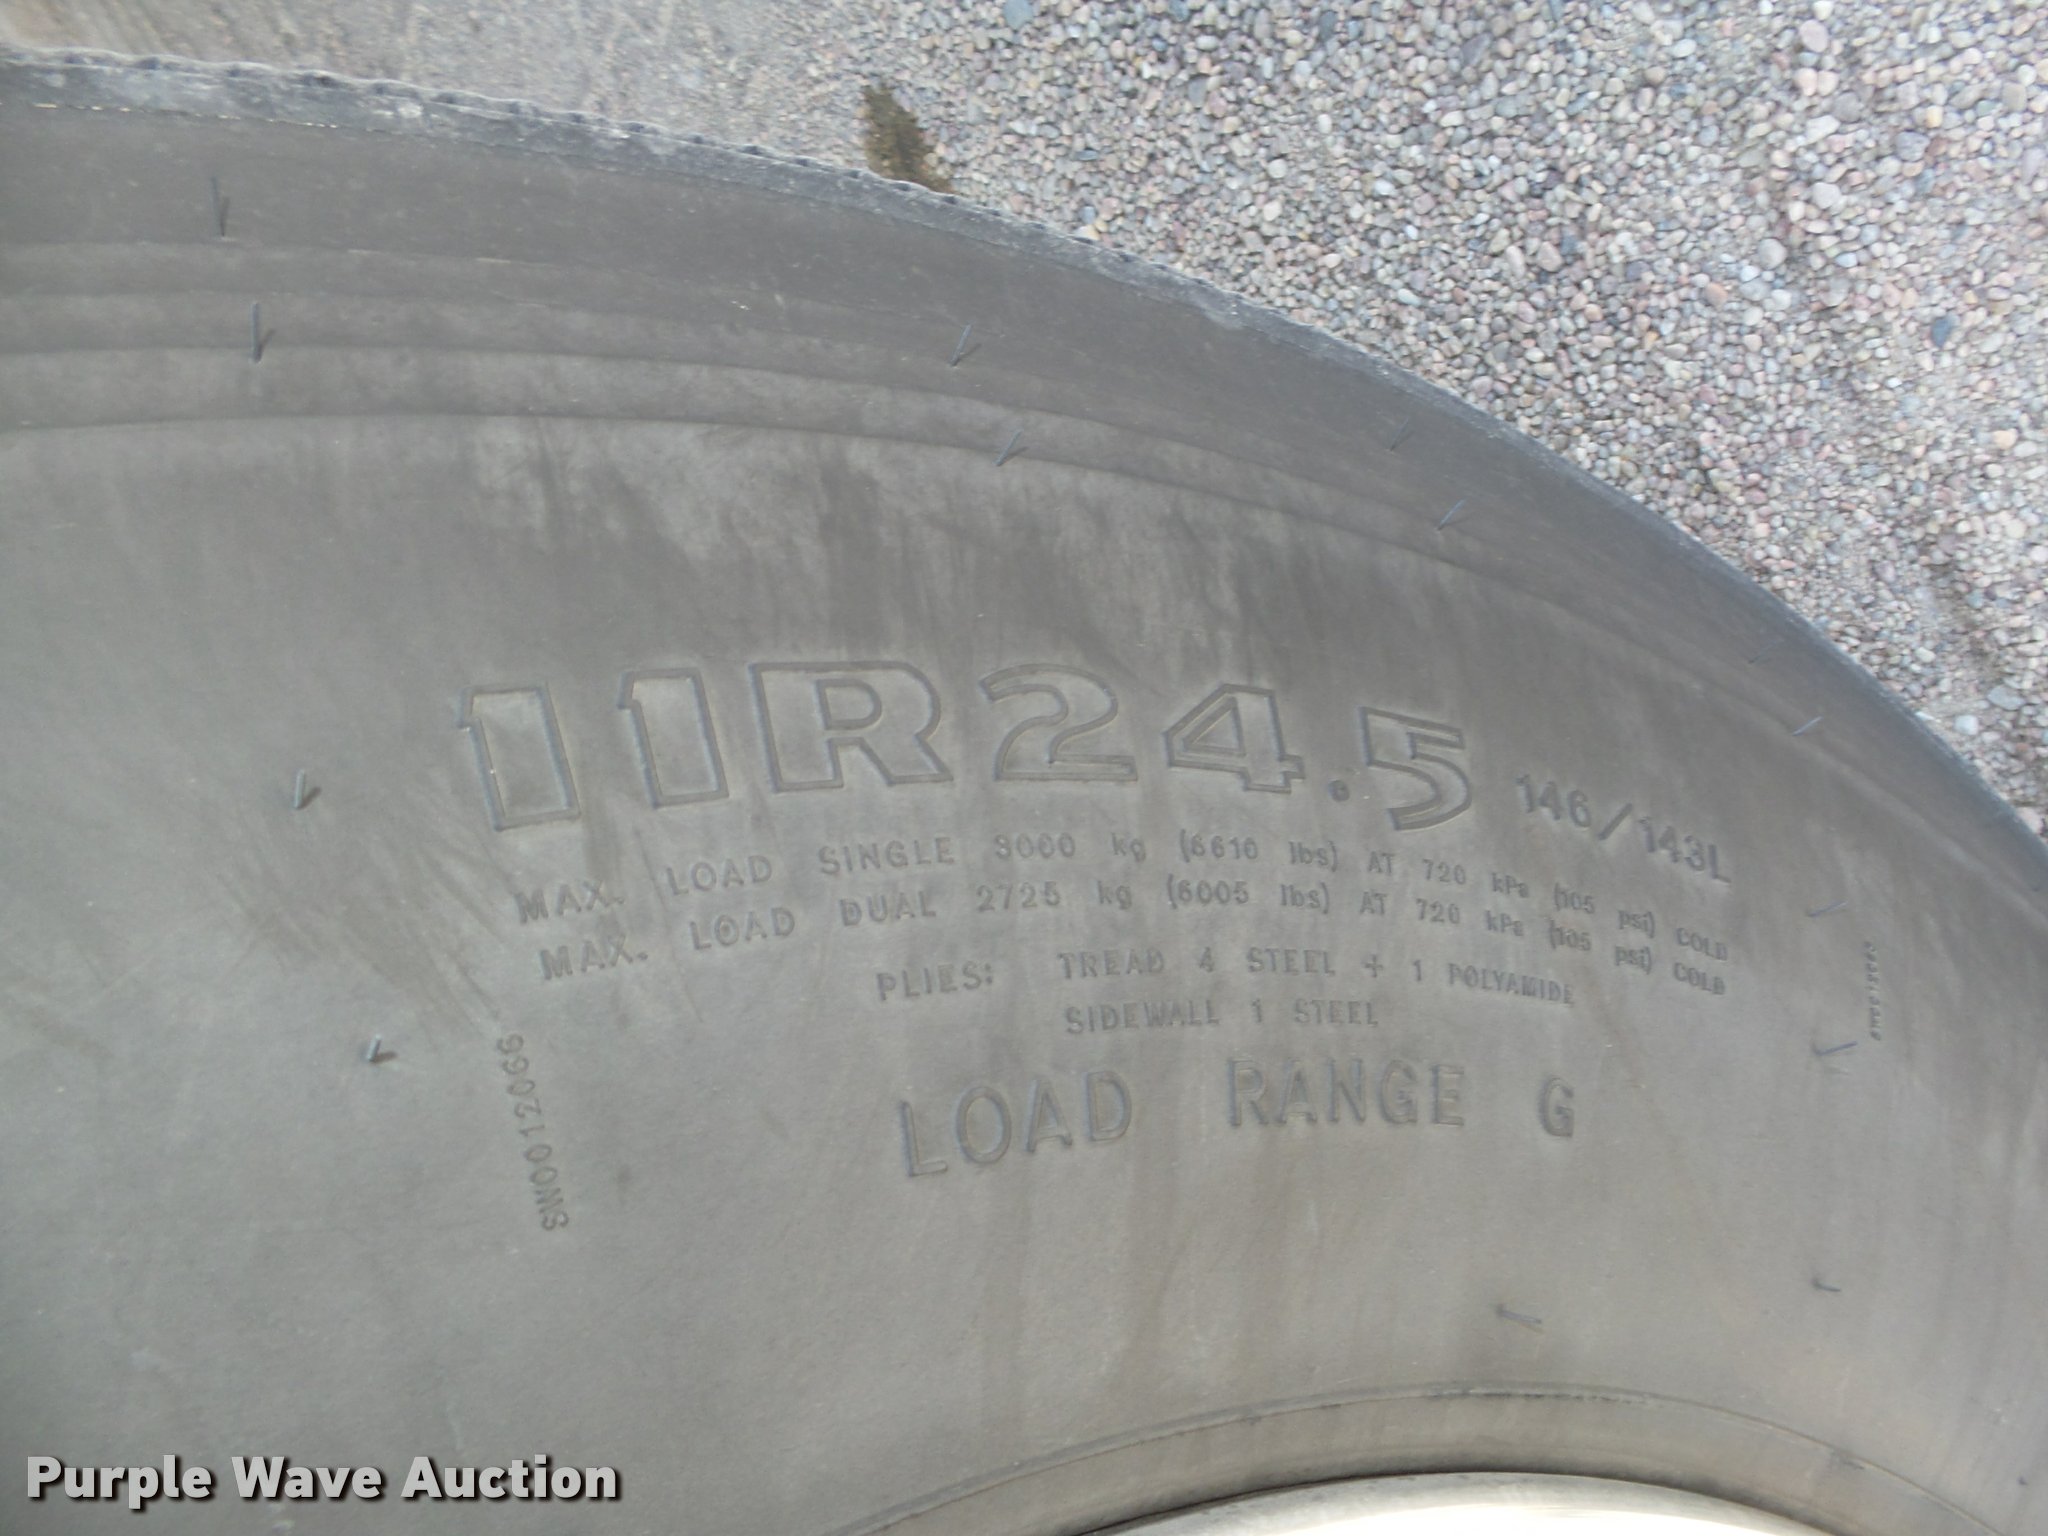 11R24.5 146/143L
MAX. LOAD SINGLE 3000 kg (6610 lbs) AT 720 kPa (105 psi) COLD
MAX. LOAD DUAL 2725 kg (6005 lbs) AT 720 kPa (105 psi) COLD
PLIES: TREAD 4 STEEL + 1 POLYAMIDE
SIDEWALL 1 STEEL
LOAD RANGE G
SW0012066
Purple Wave Auction